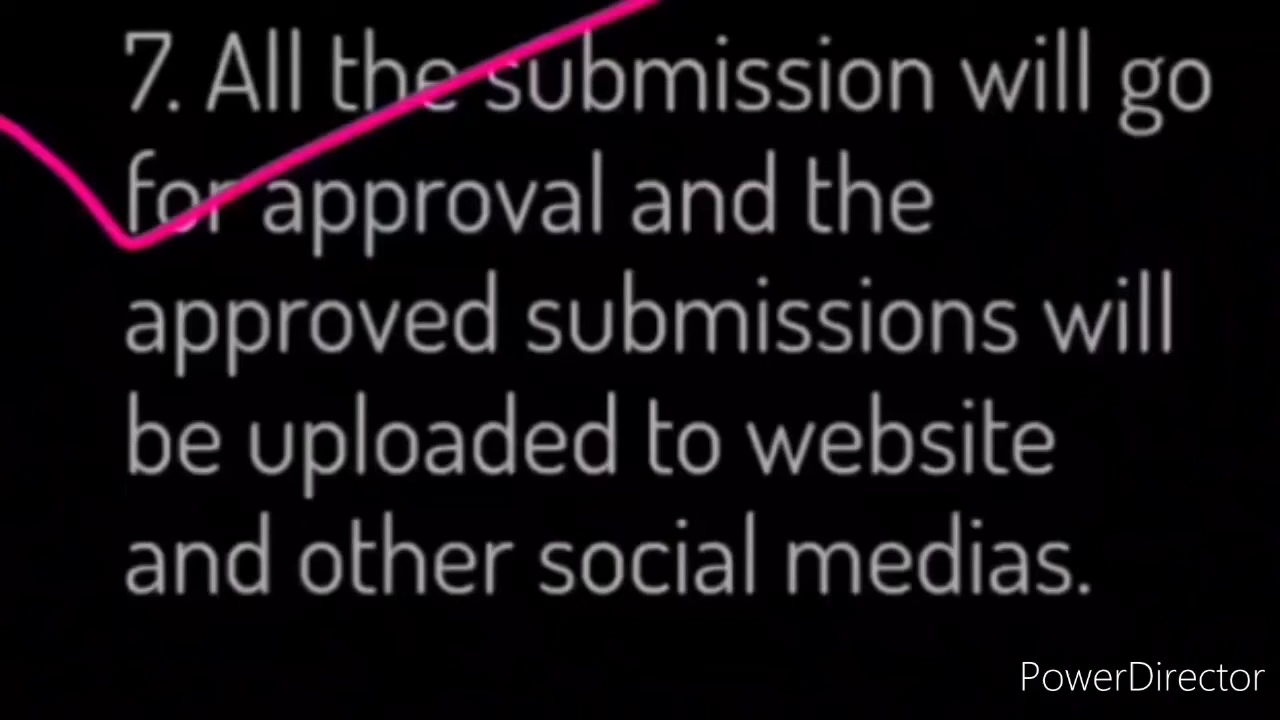 7. All the submission will go
for approval and the
approved submissions will
be uploaded to website
and other social medias.
PowerDirector